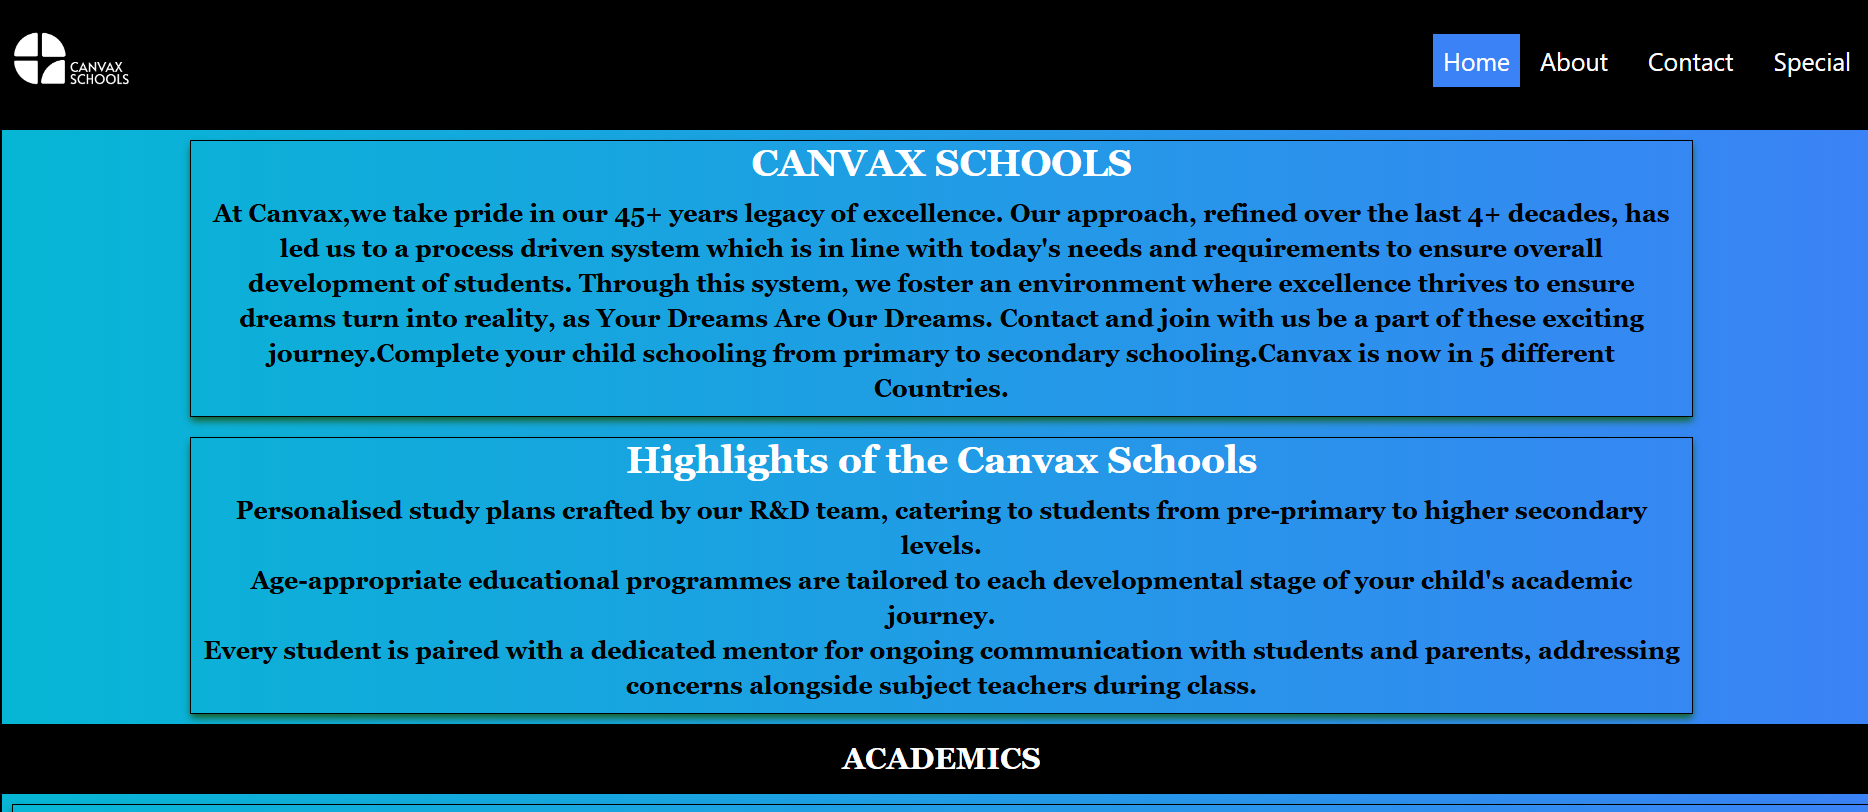 CANVAX
SCHOOLS
Home About Contact Special
CANVAX SCHOOLS
At Canvax,we take pride in our 45+ years legacy of excellence. Our approach, refined over the last 4+ decades, has
led us to a process driven system which is in line with today's needs and requirements to ensure overall
development of students. Through this system, we foster an environment where excellence thrives to ensure
dreams turn into reality, as Your Dreams Are Our Dreams. Contact and join with us be a part of these exciting
journey.Complete your child schooling from primary to secondary schooling.Canvax is now in 5 different
Countries.
Highlights of the Canvax Schools
Personalised study plans crafted by our R&D team, catering to students from pre-primary to higher secondary
levels.
Age-appropriate educational programmes are tailored to each developmental stage of your child's academic
journey.
Every student is paired with a dedicated mentor for ongoing communication with students and parents, addressing
concerns alongside subject teachers during class.
ACADEMICS